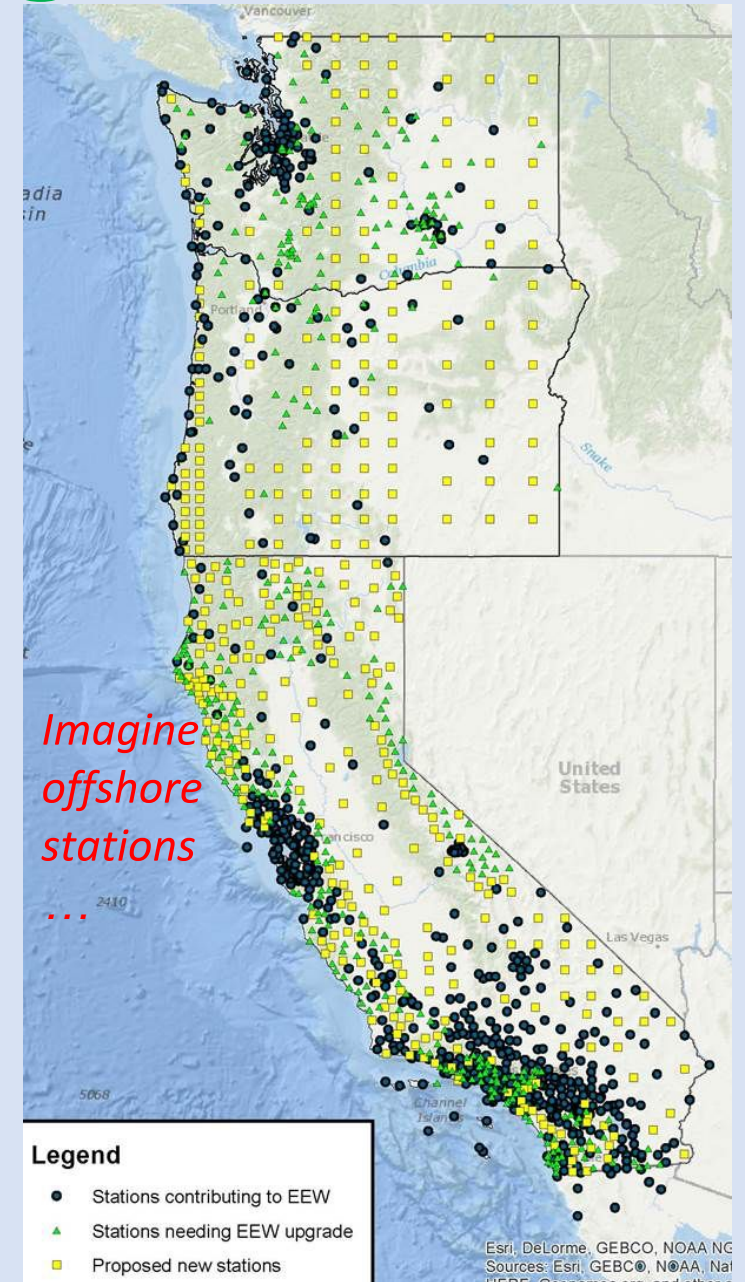 Vancouver
adia
in
Columbia
Portland
Snake
Imagine
offshore
stations
...
United
States
ancisco
2410
Las Vegas
5068
Channel
Islan
Legend
Stations contributing to EEW
Stations needing EEW upgrade
Proposed new stations
Esri, DeLorme, GEBCO, NOAA NG
Sources: Esri, GEBCO, NOAA, Nat